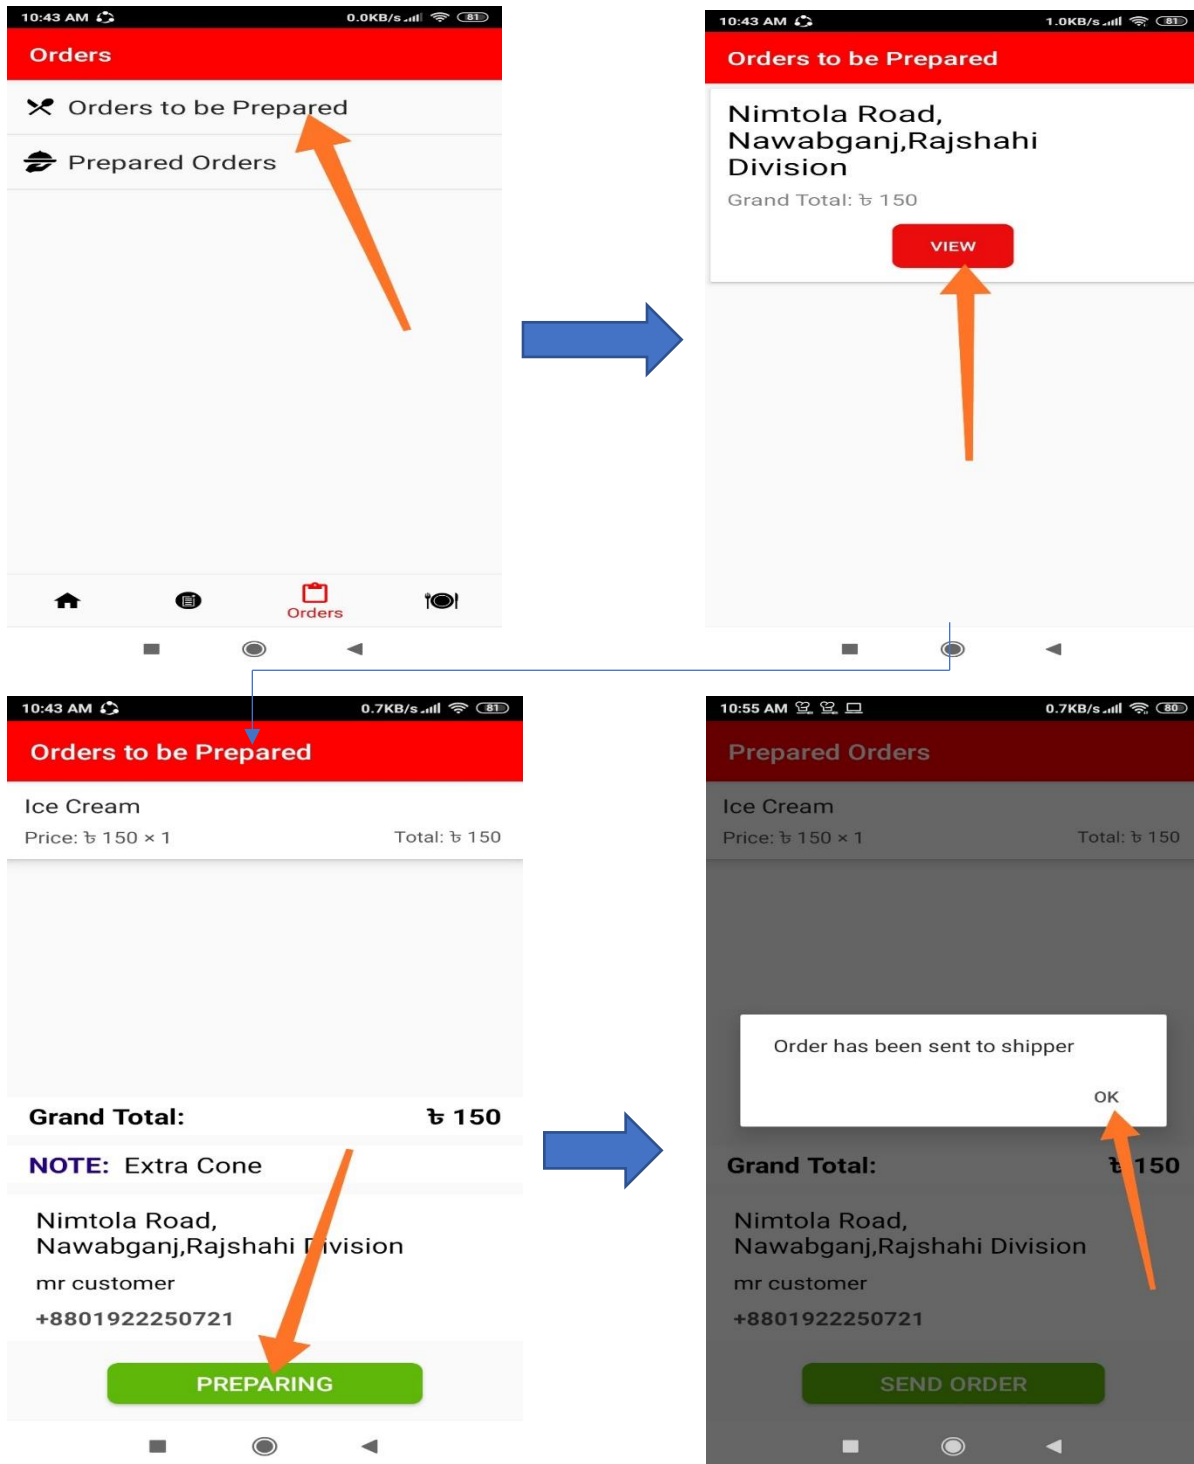 10:43 AM 0.0KB/s 81
Orders
Orders to be Prepared
Prepared Orders
Orders
10:43 AM 1.0KB/s 81
Orders to be Prepared
Nimtola Road,
Nawabganj,Rajshahi
Division
Grand Total: ৳ 150
VIEW
10:43 AM 0.7KB/s 81
Orders to be Prepared
Ice Cream
Price: ৳ 150 × 1 Total: ৳ 150
Grand Total: ৳ 150
NOTE: Extra Cone
Nimtola Road,
Nawabganj,Rajshahi Division
mr customer
+8801922250721
PREPARING
10:55 AM 0.7KB/s 80
Prepared Orders
Ice Cream
Price: ৳ 150 × 1 Total: ৳ 150
Order has been sent to shipper
OK
Grand Total: ৳ 150
Nimtola Road,
Nawabganj,Rajshahi Division
mr customer
+8801922250721
SEND ORDER